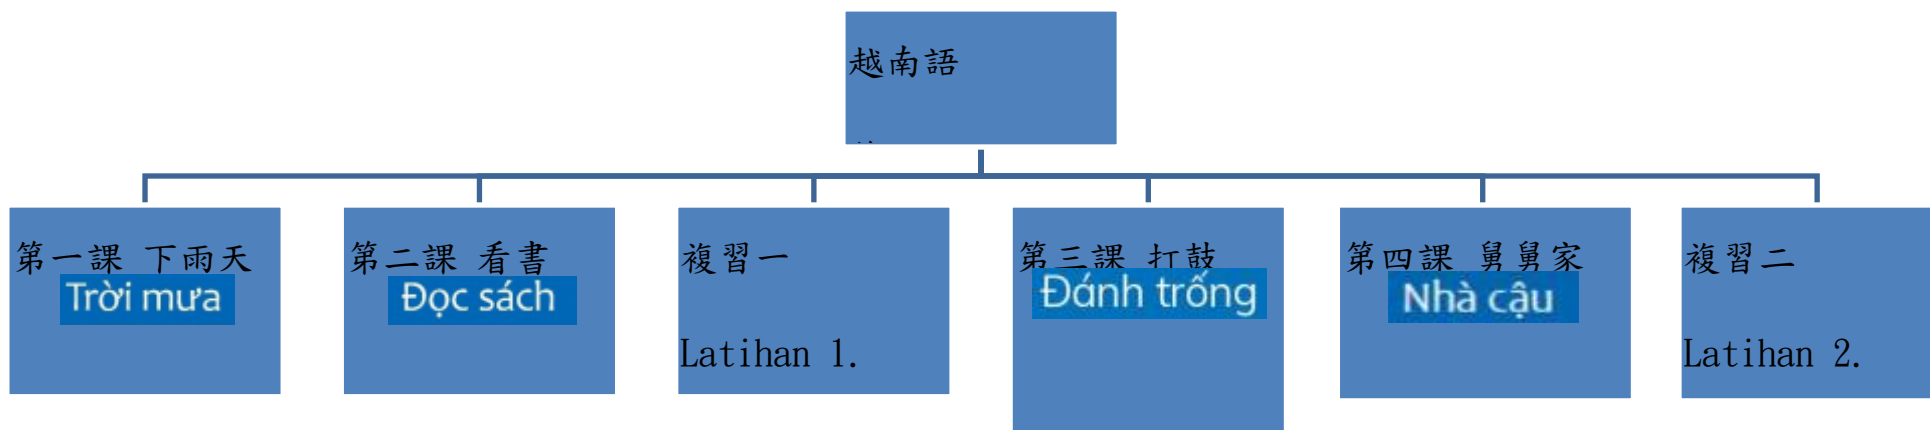 越南語
第一課 下雨天
Trời mưa
第二課 看書
Đọc sách
複習一
Latihan 1.
第三課 打鼓
Đánh trống
第四課 舅舅家
Nhà cậu
複習二
Latihan 2.